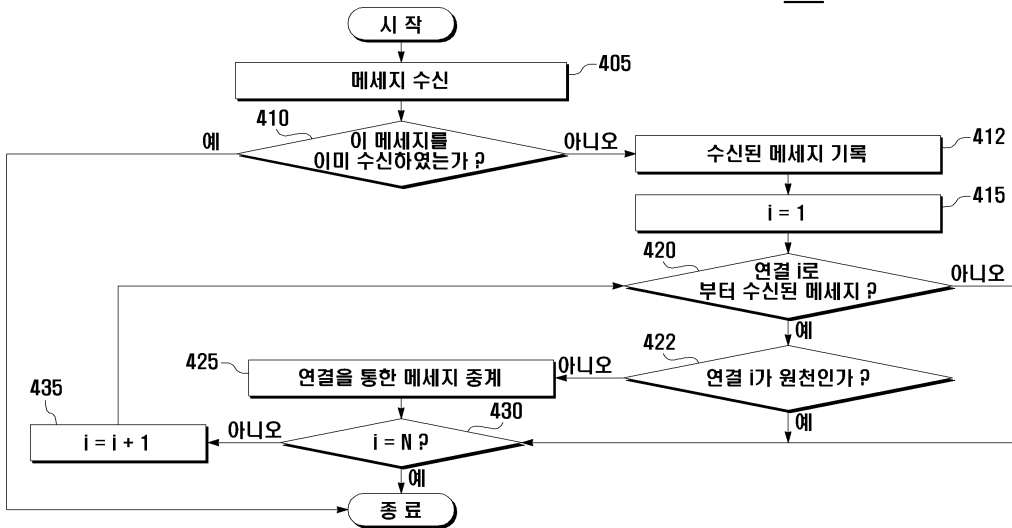 시 작
메세지 수신
405
410
예
이 메세지를
이미 수신하였는가 ?
아니오
수신된 메세지 기록
412
i = 1
415
420
연결 i로
부터 수신된 메세지 ?
아니오
예
422
연결 i가 원천인가 ?
아니오
예
425
연결을 통한 메세지 중계
435
i = i + 1
아니오
430
i = N ?
예
종 료